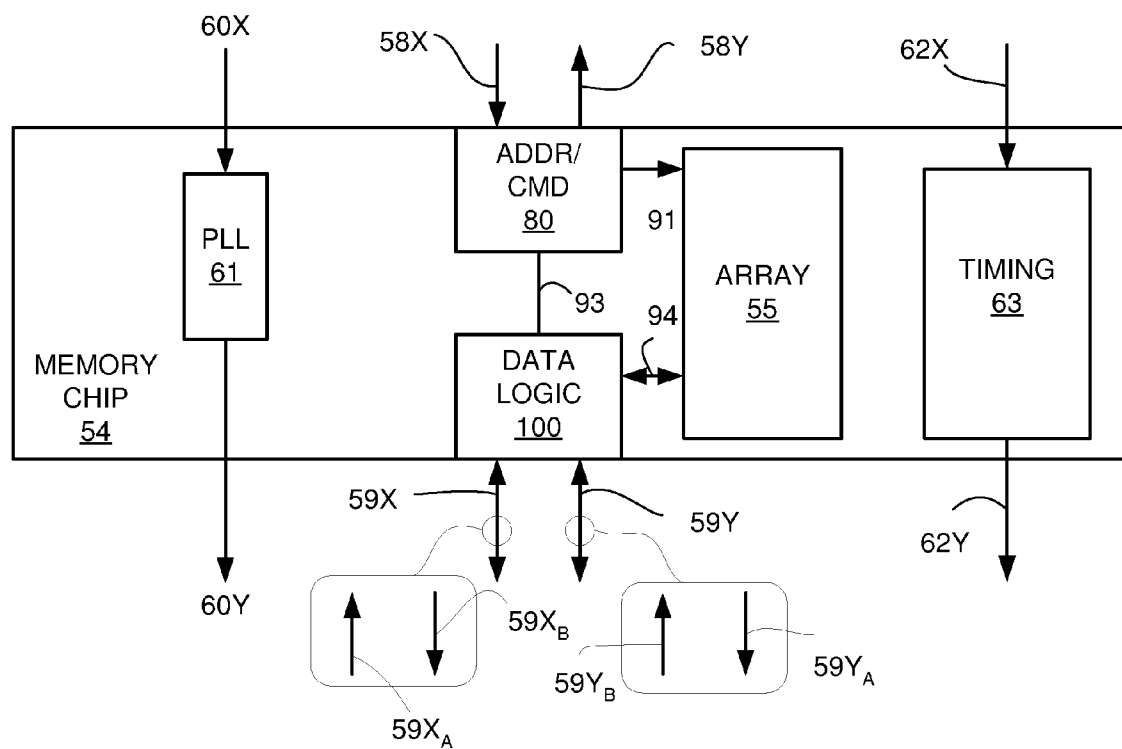 60X
58X
58Y
62X
ADDR/
CMD
80
PLL
61
91
ARRAY
55
TIMING
63
93
94
MEMORY
CHIP
54
DATA
LOGIC
100
59X
59Y
62Y
60Y
59XB
59YB
59YA
59XA